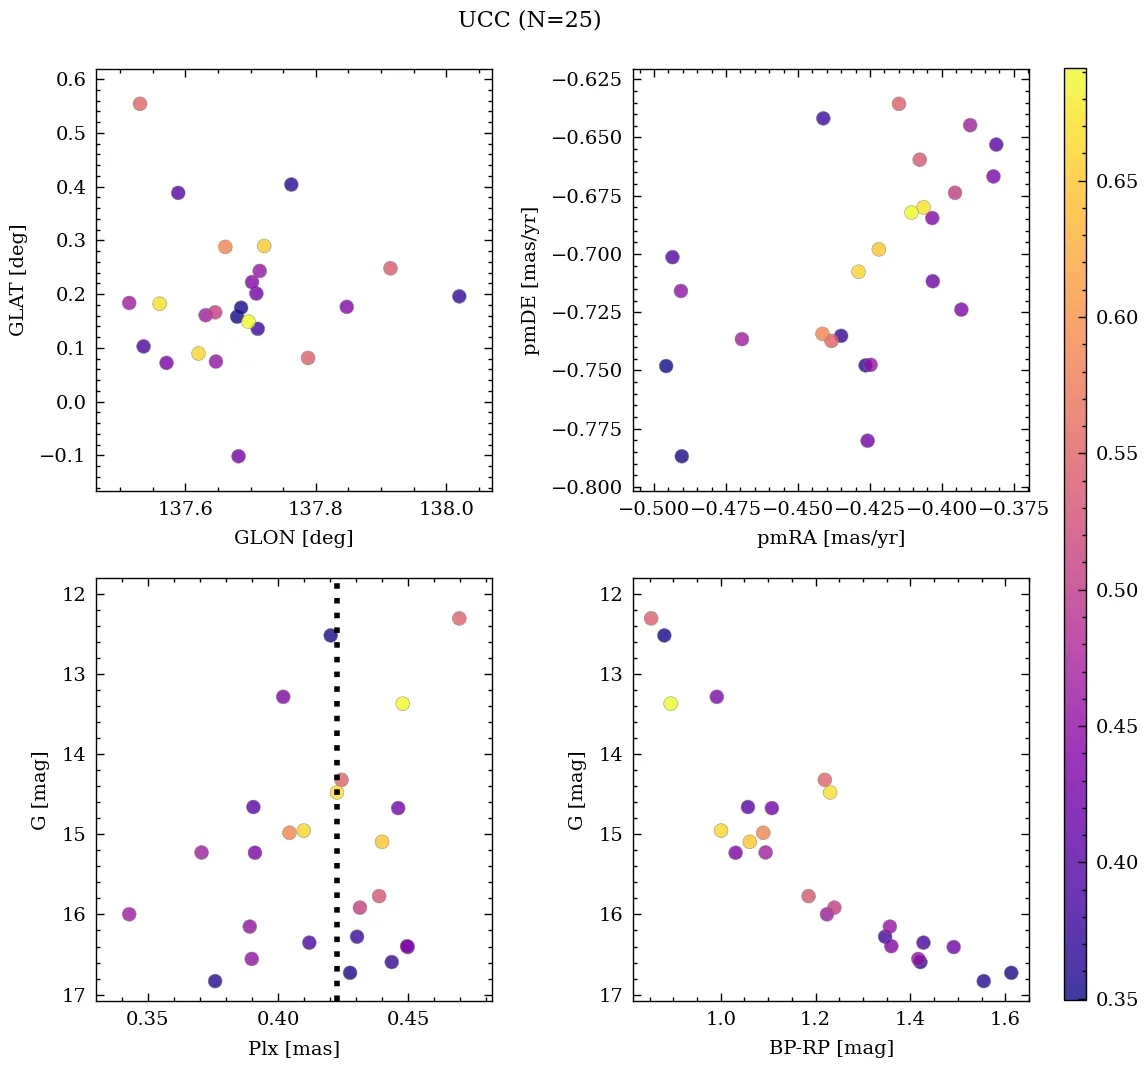 UCC (N=25)
0.6
0.5
0.4
0.3
0.2
0.1
0.0
−0.1
GLAT [deg]
137.6 137.8 138.0
GLON [deg]
−0.625
−0.650
−0.675
−0.700
−0.725
−0.750
−0.775
−0.800
pmDE [mas/yr]
−0.500 −0.475 −0.450 −0.425 −0.400 −0.375
pmRA [mas/yr]
12
13
14
15
16
17
G [mag]
0.35 0.40 0.45
Plx [mas]
12
13
14
15
16
17
G [mag]
1.0 1.2 1.4 1.6
BP-RP [mag]
0.65
0.60
0.55
0.50
0.45
0.40
0.35